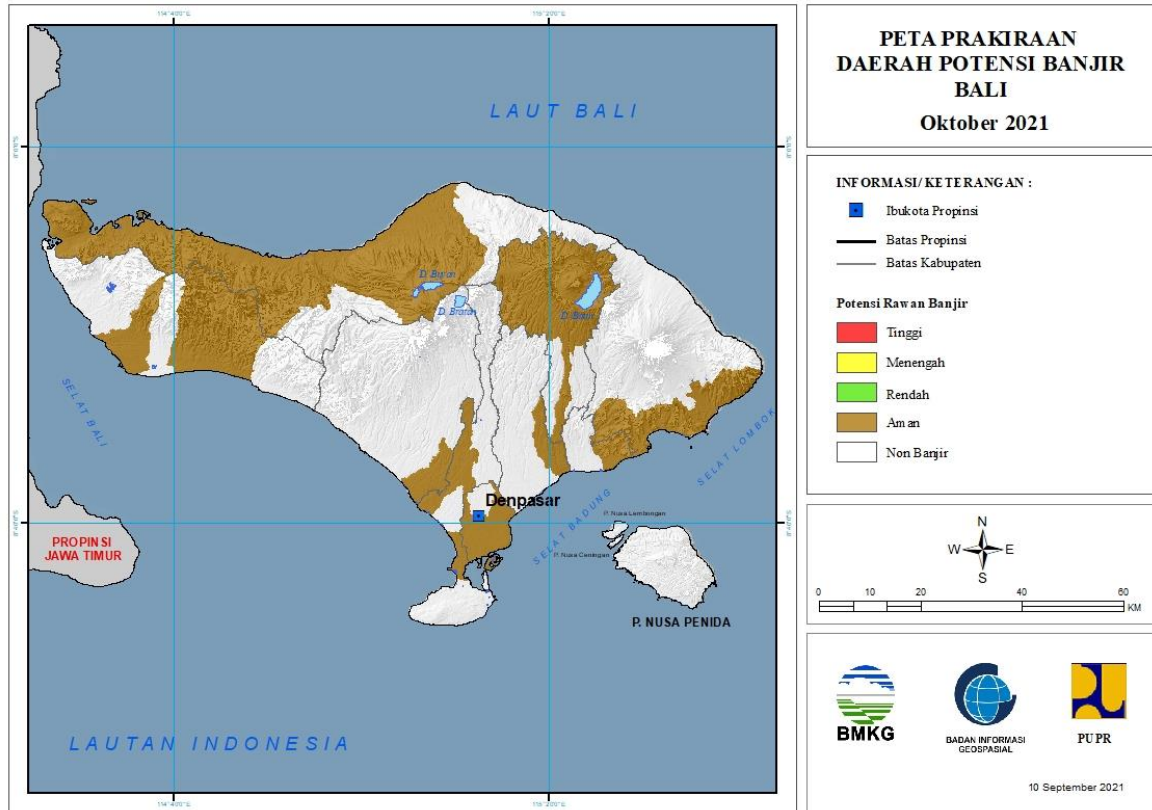 PETA PRAKIRAAN
DAERAH POTENSI BANJIR
BALI
Oktober 2021
INFORMASI/ KETERANGAN :
Ibukota Propinsi
Batas Propinsi
Batas Kabupaten
Potensi Rawan Banjir
Tinggi
Menengah
Rendah
Aman
Non Banjir
N
W E
S
0 10 20 40 60
KM
BMKG
BADAN INFORMASI
GEOSPASIAL
PUPR
10 September 2021
LAUT BALI
D. Bratan
SELAT BALI
SELAT LOMBOK
Denpasar
SELAT BADUNG
P. Nusa Lembongan
P. Nusa Ceningan
PROPINSI
JAWA TIMUR
P. NUSA PENIDA
LAUTAN INDONESIA